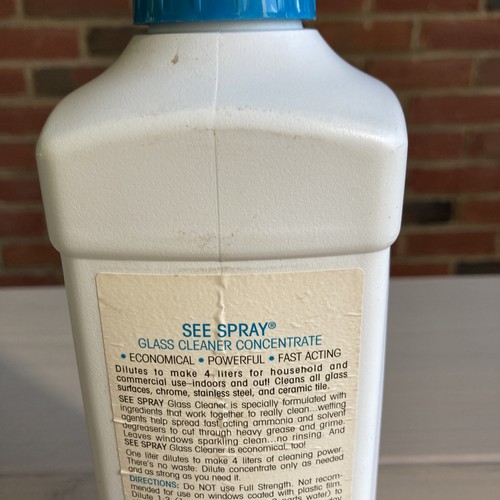 SEE SPRAY®
GLASS CLEANER CONCENTRATE
• ECONOMICAL • POWERFUL • FAST ACTING
Dilutes to make 4 liters for household and
commercial use–indoors and out! Cleans all glass
surfaces, chrome, stainless steel, and ceramic tile.
SEE SPRAY Glass Cleaner is specially formulated with
ingredients that work together to really clean...wetting
agents help spread fast acting ammonia and solvent
degreasers to cut through heavy grease and grime.
Leaves windows sparkling clean...no rinsing. And
SEE SPRAY Glass Cleaner is economical, too!
One liter dilutes to make 4 liters of cleaning power.
There's no waste: Dilute concentrate only as needed
and as strong as you need it.
DIRECTIONS: Do NOT use Full Strength. Not recom-
mended for use on windows coated with plastic film.
Dilute 1:3 parts water) to